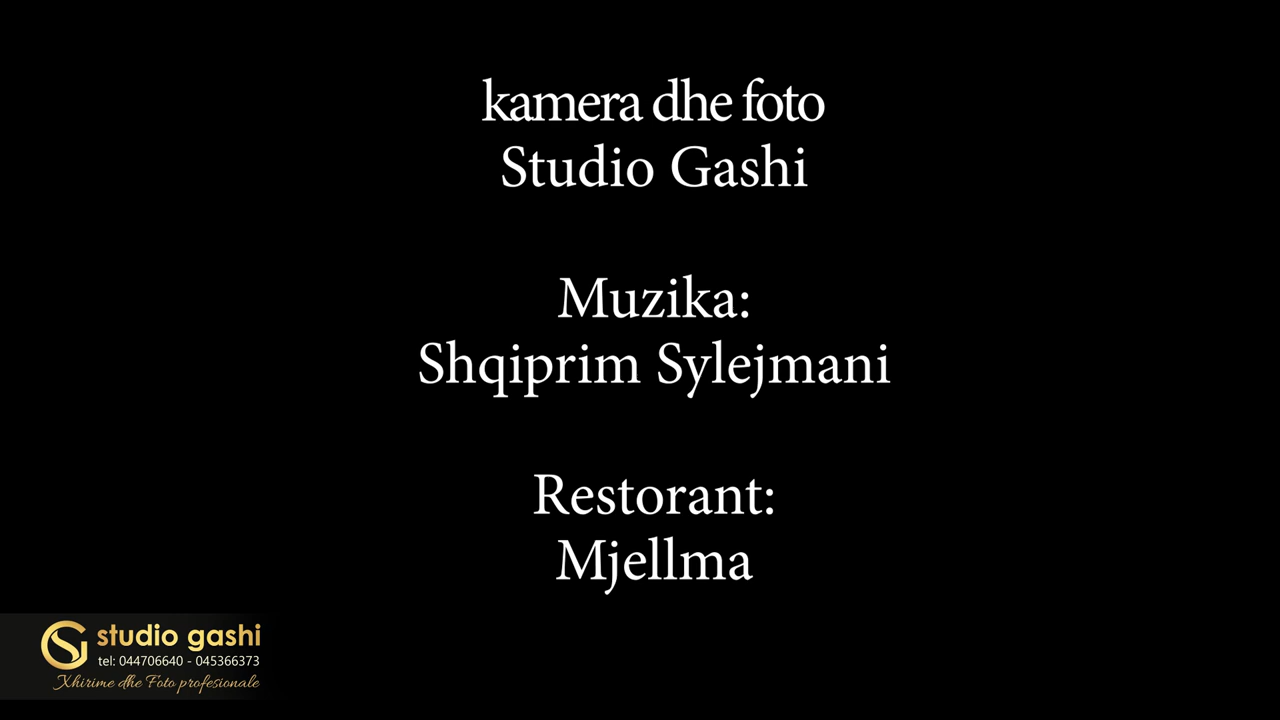 kamera dhe foto
Studio Gashi
Muzika:
Shqiprim Sylejmani
Restorant:
Mjellma
studio gashi
tel: 044706640 - 045366373
Xhirime dhe Foto profesionale